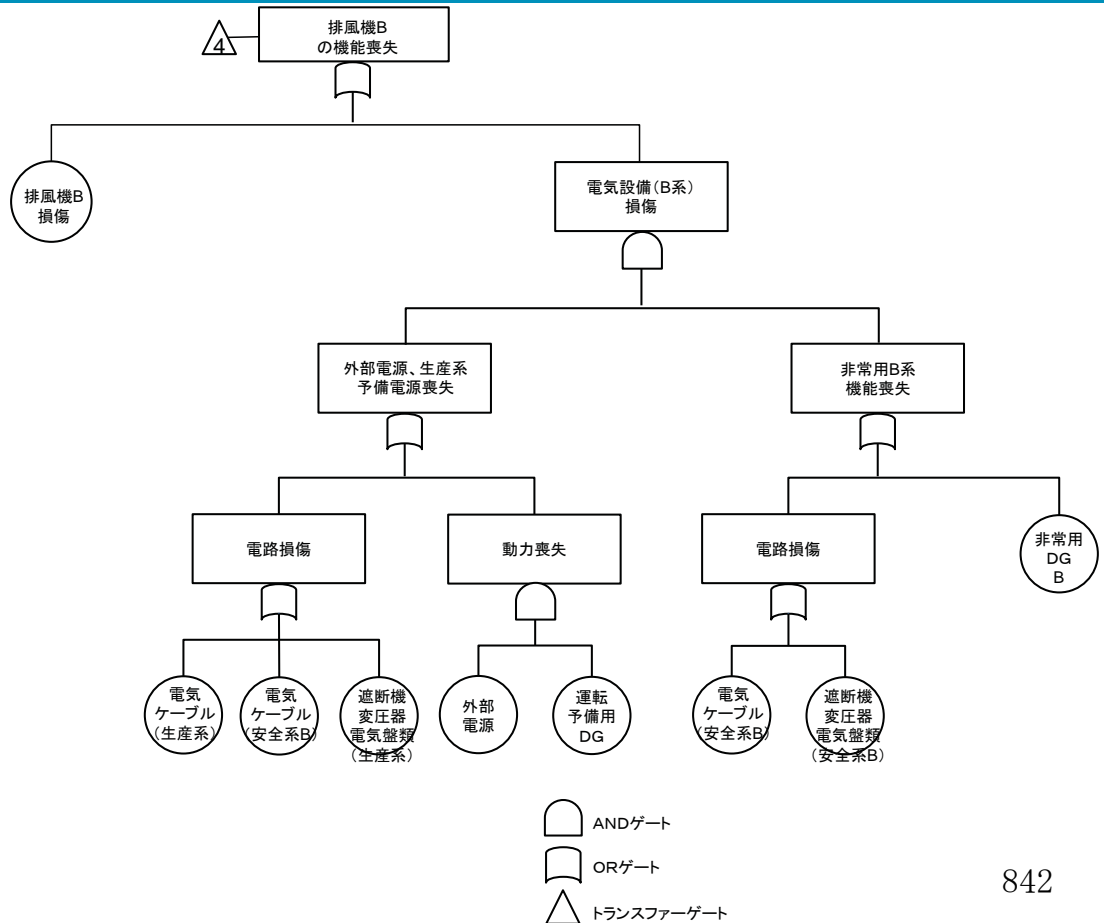 4
排風機B
の機能喪失
排風機B
損傷
電気設備(B系)
損傷
外部電源、生産系
予備電源喪失
非常用B系
機能喪失
電路損傷
動力喪失
電路損傷
非常用
DG
B
電気
ケーブル
(生産系)
電気
ケーブル
(安全系B)
遮断機
変圧器
電気盤類
(生産系)
外部
電源
運転
予備用
DG
電気
ケーブル
(安全系B)
遮断機
変圧器
電気盤類
(安全系B)
ANDゲート
ORゲート
トランスファーゲート
842